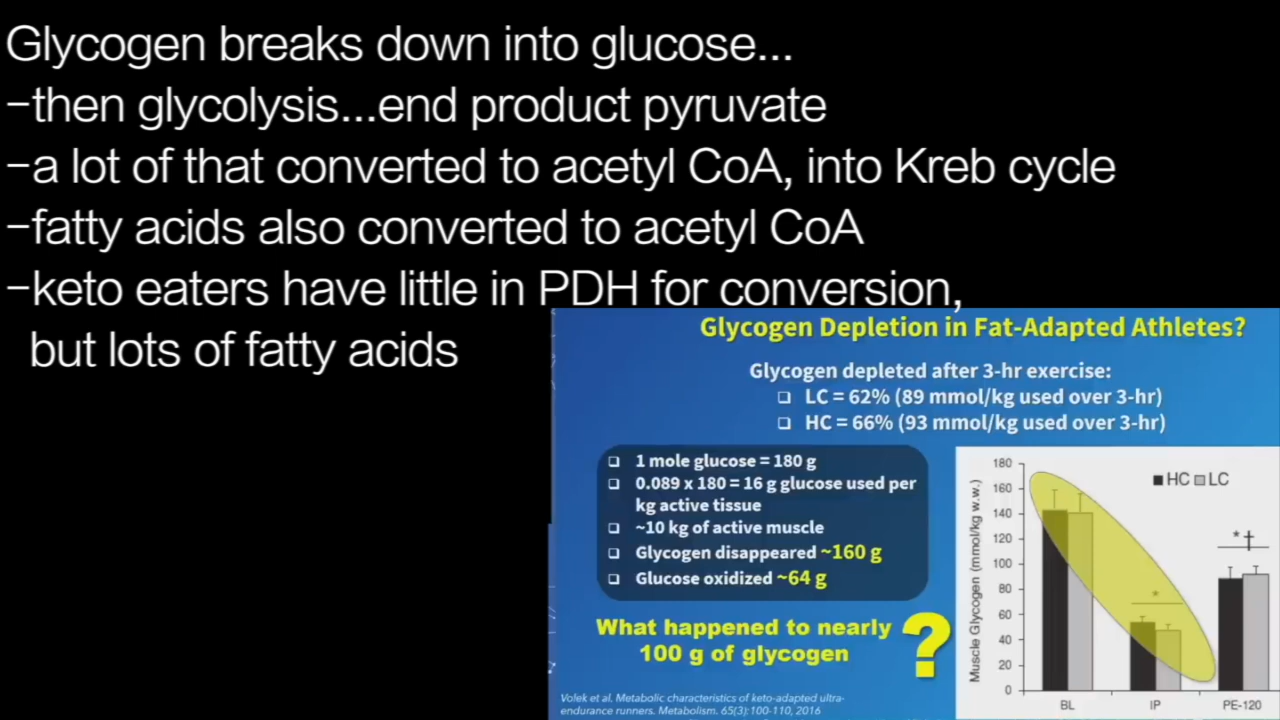 Glycogen breaks down into glucose...
-then glycolysis...end product pyruvate
-a lot of that converted to acetyl CoA, into Kreb cycle
-fatty acids also converted to acetyl CoA
-keto eaters have little in PDH for conversion,
but lots of fatty acids
Glycogen Depletion in Fat-Adapted Athletes?
Glycogen depleted after 3-hr exercise:
❑ LC = 62% (89 mmol/kg used over 3-hr)
❑ HC = 66% (93 mmol/kg used over 3-hr)
❑ 1 mole glucose = 180 g
❑ 0.089 x 180 = 16 g glucose used per
kg active tissue
❑ ~10 kg of active muscle
❑ Glycogen disappeared ~160 g
❑ Glucose oxidized ~64 g
What happened to nearly
100 g of glycogen
?
Volek et al. Metabolic characteristics of keto-adapted ultra-
endurance runners. Metabolism. 65(3):100-110, 2016
Muscle Glycogen (mmol/kg w.w.)
180
160
140
120
100
80
60
40
20
0
HC LC
*
* †
BL IP PE-120